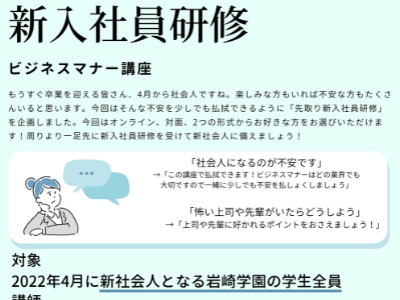 新入社員研修
ビジネスマナー講座
もうすぐ卒業を迎える皆さん、4月から社会人ですね。楽しみな方もいれば不安な方もたくさ
んいると思います。今回はそんな不安を少しでも払拭できるように「先取り新入社員研修」
を企画しました。今回はオンライン、対面、2つの形式からお好きな方をお選びいただけま
す！周りより一足先に新入社員研修を受けて新社会人に備えましょう！
「社会人になるのが不安です」
→「この講座で払拭できます！ビジネスマナーはどの業界でも
大切ですので一緒に少しでも不安を払しょくしましょう」
「怖い上司や先輩がいたらどうしよう」
→「上司や先輩に好かれるポイントをおさえましょう！」
対象
2022年4月に新社会人となる岩崎学園の学生全員
講師